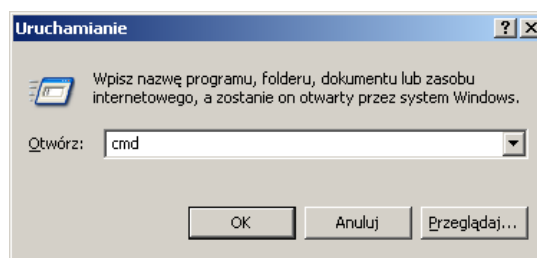 Uruchamianie
Wpisz nazwę programu, folderu, dokumentu lub zasobu
internetowego, a zostanie on otwarty przez system Windows.
Otwórz: cmd
OK Anuluj Przeglądaj...